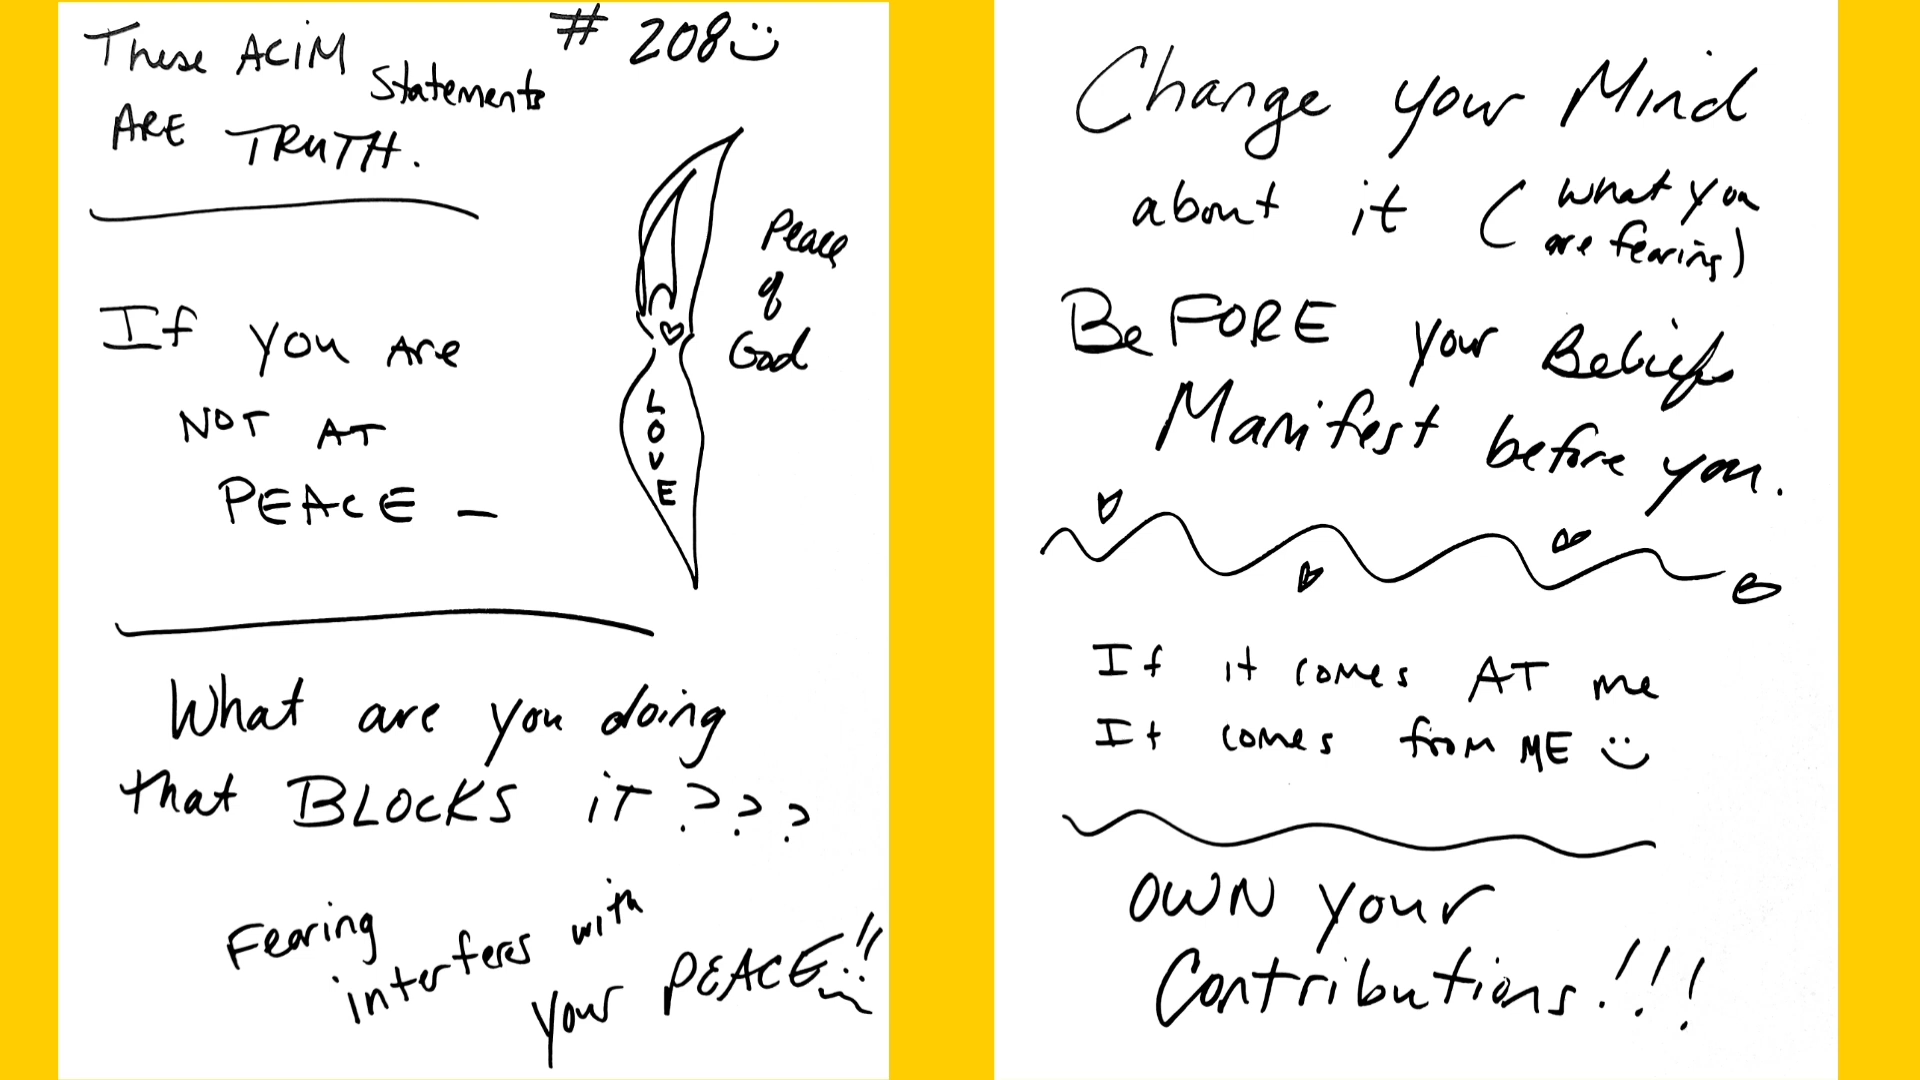 These ACIM Statements
ARE TRUTH.
# 208
If you Are
NOT AT
PEACE –
Peace
of
God
LOVE
What are you doing
that BLOCKS iT ???
Fearing
interferes with
your PEACE!!
Change your Mind
about it (what you
are fearing)
BeFORE your Beliefs
Manifest before you.
If it comes AT me
It comes from ME
OWN your
Contributions!!!